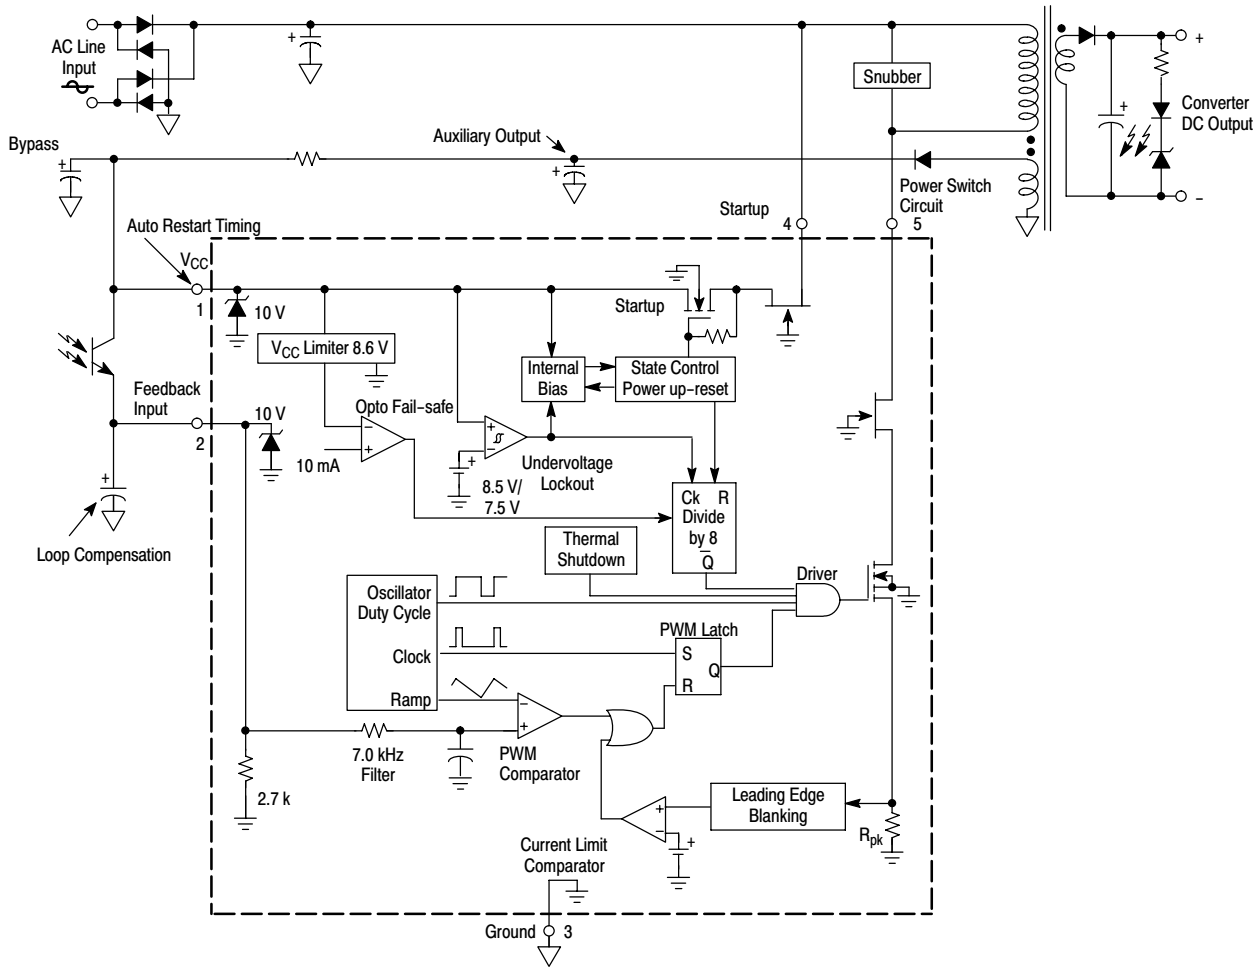 AC Line
Input
Snubber
+
+
+
Converter
DC Output
−
Bypass
+
Auxiliary Output
+
Power Switch
Circuit
Startup
4
5
Auto Restart Timing
VCC
1
10 V
Startup
VCC Limiter 8.6 V
Internal
Bias
State Control
Power up−reset
Feedback
Input
2
10 V
Opto Fail−safe
−
+
10 mA
+
−
+
Undervoltage
Lockout
8.5 V/
7.5 V
+
Loop Compensation
Ck
R
Divide
by 8
Q
Thermal
Shutdown
Driver
Oscillator
Duty Cycle
Clock
Ramp
PWM Latch
S
Q
R
−
+
PWM
Comparator
7.0 kHz
Filter
2.7 k
Leading Edge
Blanking
+
−
+
Rpk
Current Limit
Comparator
Ground
3